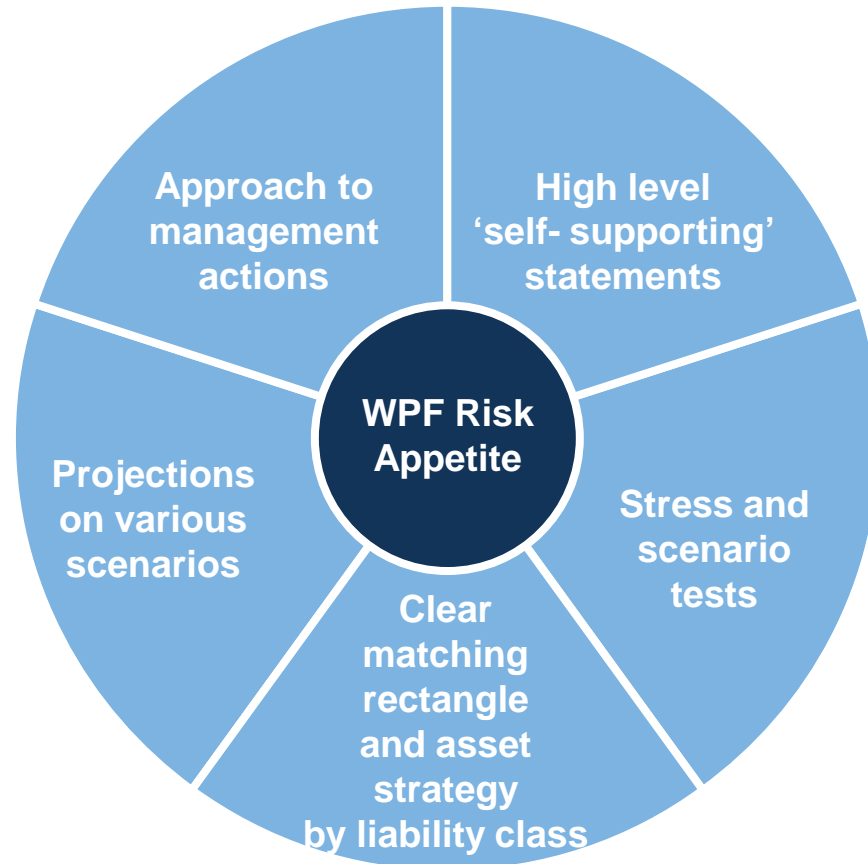 Approach to
management
actions
High level
‘self- supporting’
statements
WPF Risk
Appetite
Projections
on various
scenarios
Stress and
scenario
tests
Clear
matching
rectangle
and asset
strategy
by liability class